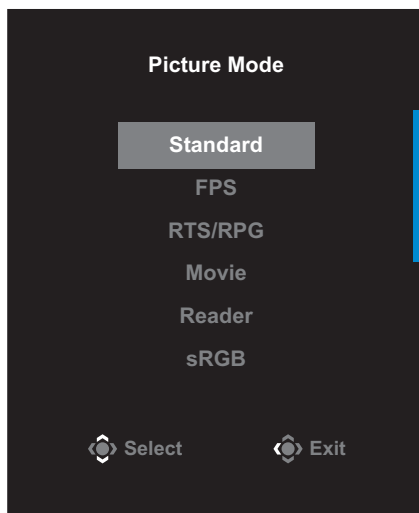 Picture Mode
Standard
FPS
RTS/RPG
Movie
Reader
sRGB
Select Exit